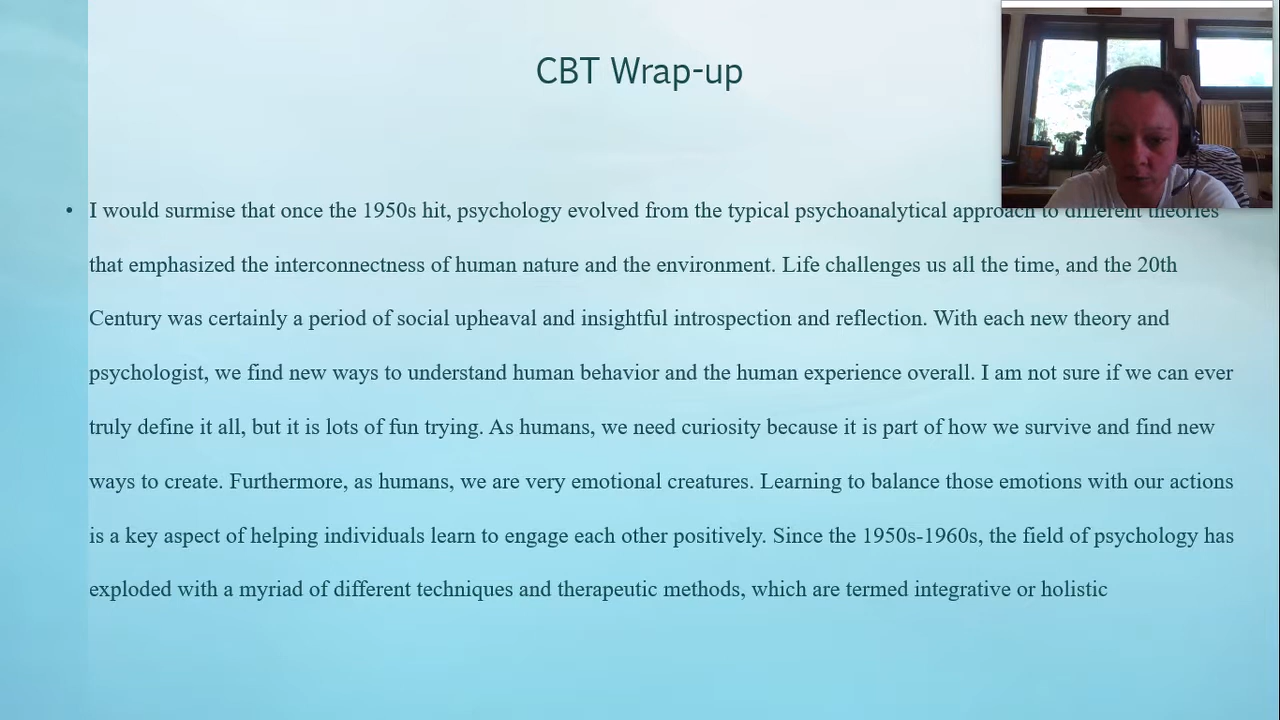 CBT Wrap-up
• I would surmise that once the 1950s hit, psychology evolved from the typical psychoanalytical approach to different theories
that emphasized the interconnectness of human nature and the environment. Life challenges us all the time, and the 20th
Century was certainly a period of social upheaval and insightful introspection and reflection. With each new theory and
psychologist, we find new ways to understand human behavior and the human experience overall. I am not sure if we can ever
truly define it all, but it is lots of fun trying. As humans, we need curiosity because it is part of how we survive and find new
ways to create. Furthermore, as humans, we are very emotional creatures. Learning to balance those emotions with our actions
is a key aspect of helping individuals learn to engage each other positively. Since the 1950s-1960s, the field of psychology has
exploded with a myriad of different techniques and therapeutic methods, which are termed integrative or holistic